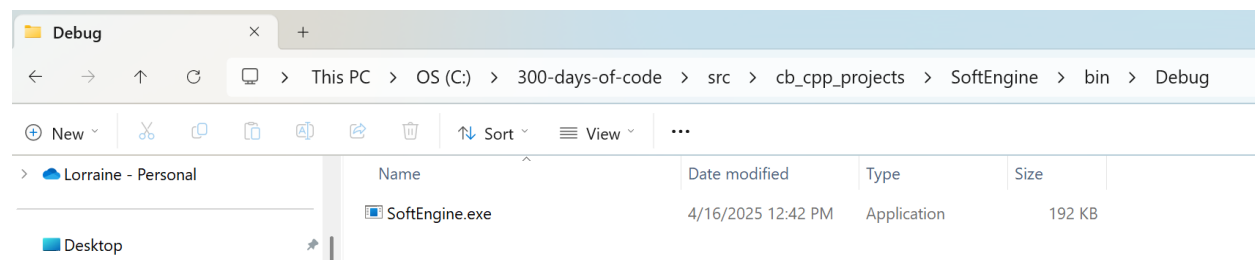 Debug
This PC > OS (C:) > 300-days-of-code > src > cb_cpp_projects > SoftEngine > bin > Debug
New Sort View
Lorraine - Personal
Name Date modified Type Size
SoftEngine.exe 4/16/2025 12:42 PM Application 192 KB
Desktop